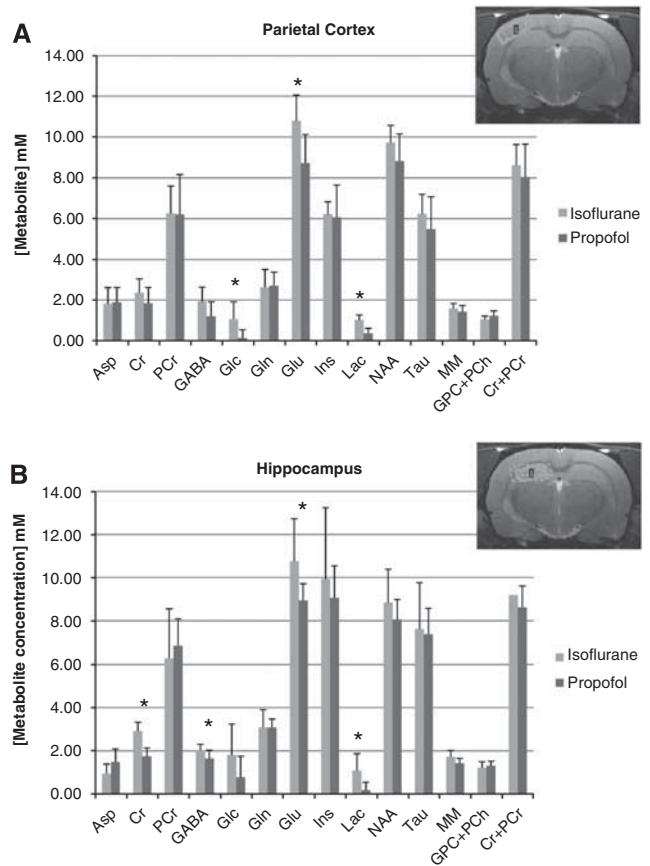 A
Parietal Cortex
[Metabolite] mM
14.00
12.00
10.00
8.00
6.00
4.00
2.00
0.00
*
*
*
Asp Cr PCr GABA Glc Gln Glu Ins Lac NAA Tau MM GPC+PCh Cr+PCr
Isoflurane
Propofol
B
Hippocampus
[Metabolite concentration] mM
14.00
12.00
10.00
8.00
6.00
4.00
2.00
0.00
*
*
*
*
Asp Cr PCr GABA Glc Gln Glu Ins Lac NAA Tau MM GPC+PCh Cr+PCr
Isoflurane
Propofol